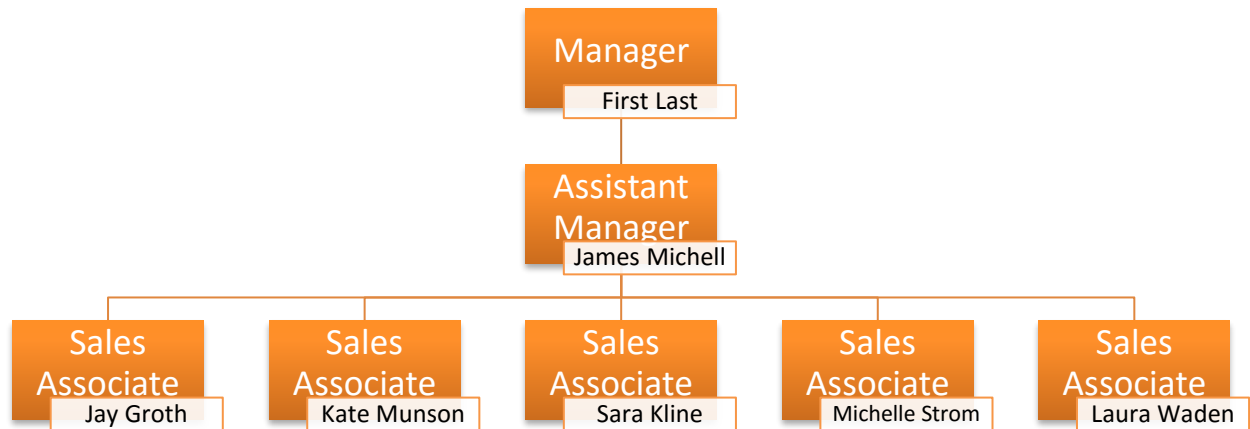 Manager
First Last
Assistant
Manager
James Michell
Sales
Associate
Jay Groth
Sales
Associate
Kate Munson
Sales
Associate
Sara Kline
Sales
Associate
Michelle Strom
Sales
Associate
Laura Waden